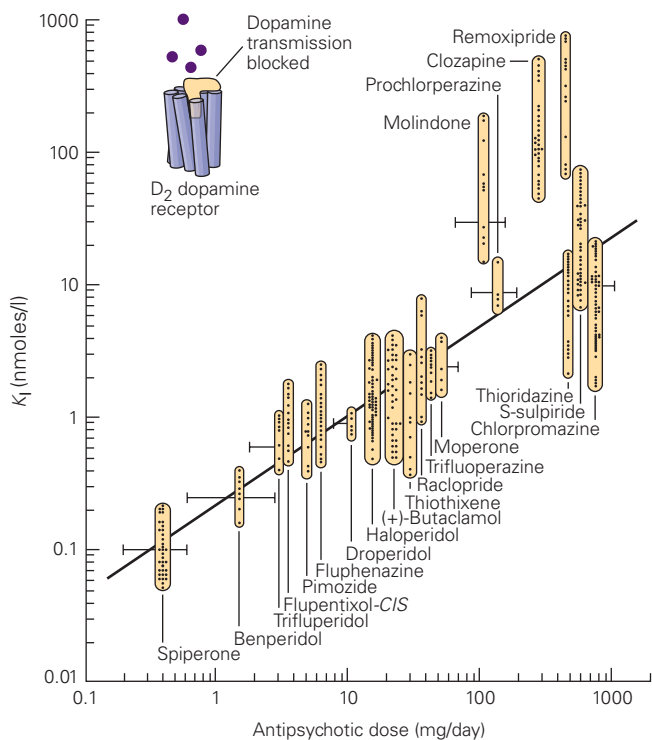 1000
100
10
1
0.1
0.01
K_i (nmoles/l)
Dopamine
transmission
blocked
D₂ dopamine
receptor
Remoxipride
Clozapine
Prochlorperazine
Molindone
Thioridazine
S-sulpiride
Chlorpromazine
Moperone
Trifluoperazine
Raclopride
Thiothixene
(+)-Butaclamol
Haloperidol
Droperidol
Fluphenazine
Pimozide
Flupentixol-CIS
Trifluperidol
Benperidol
Spiperone
0.1 1 10 100 1000
Antipsychotic dose (mg/day)